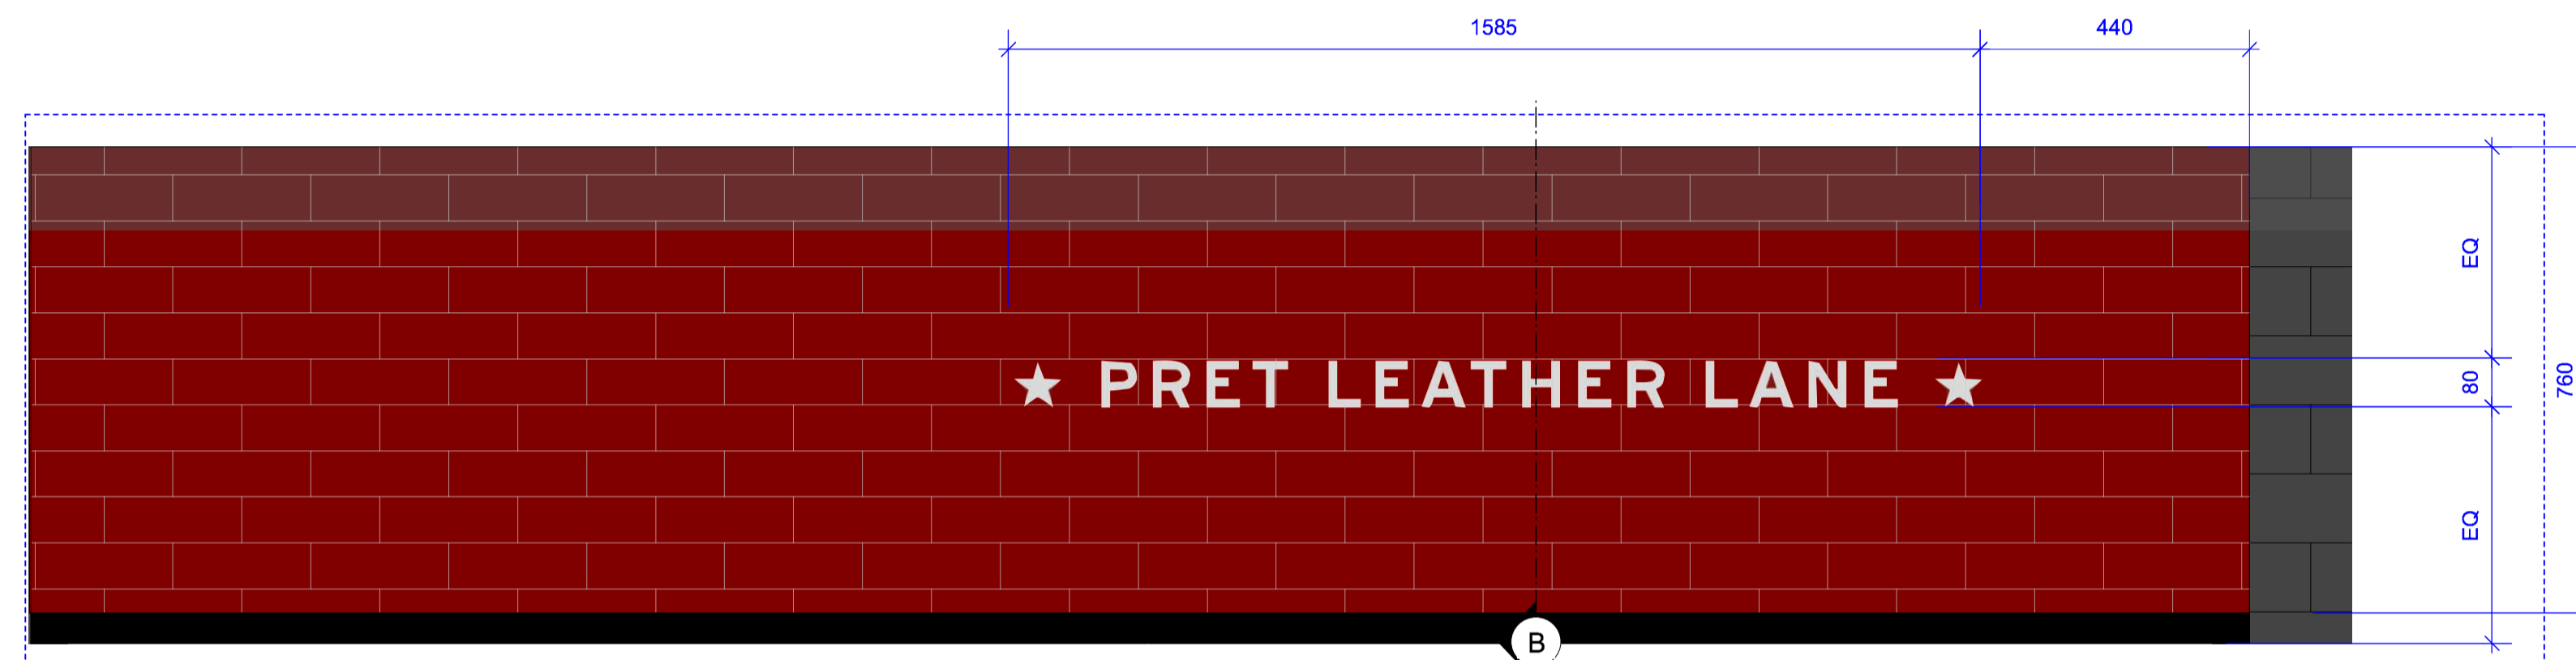 1585 440
EQ
★ PRET LEATHER LANE ★
80
760
EQ
B